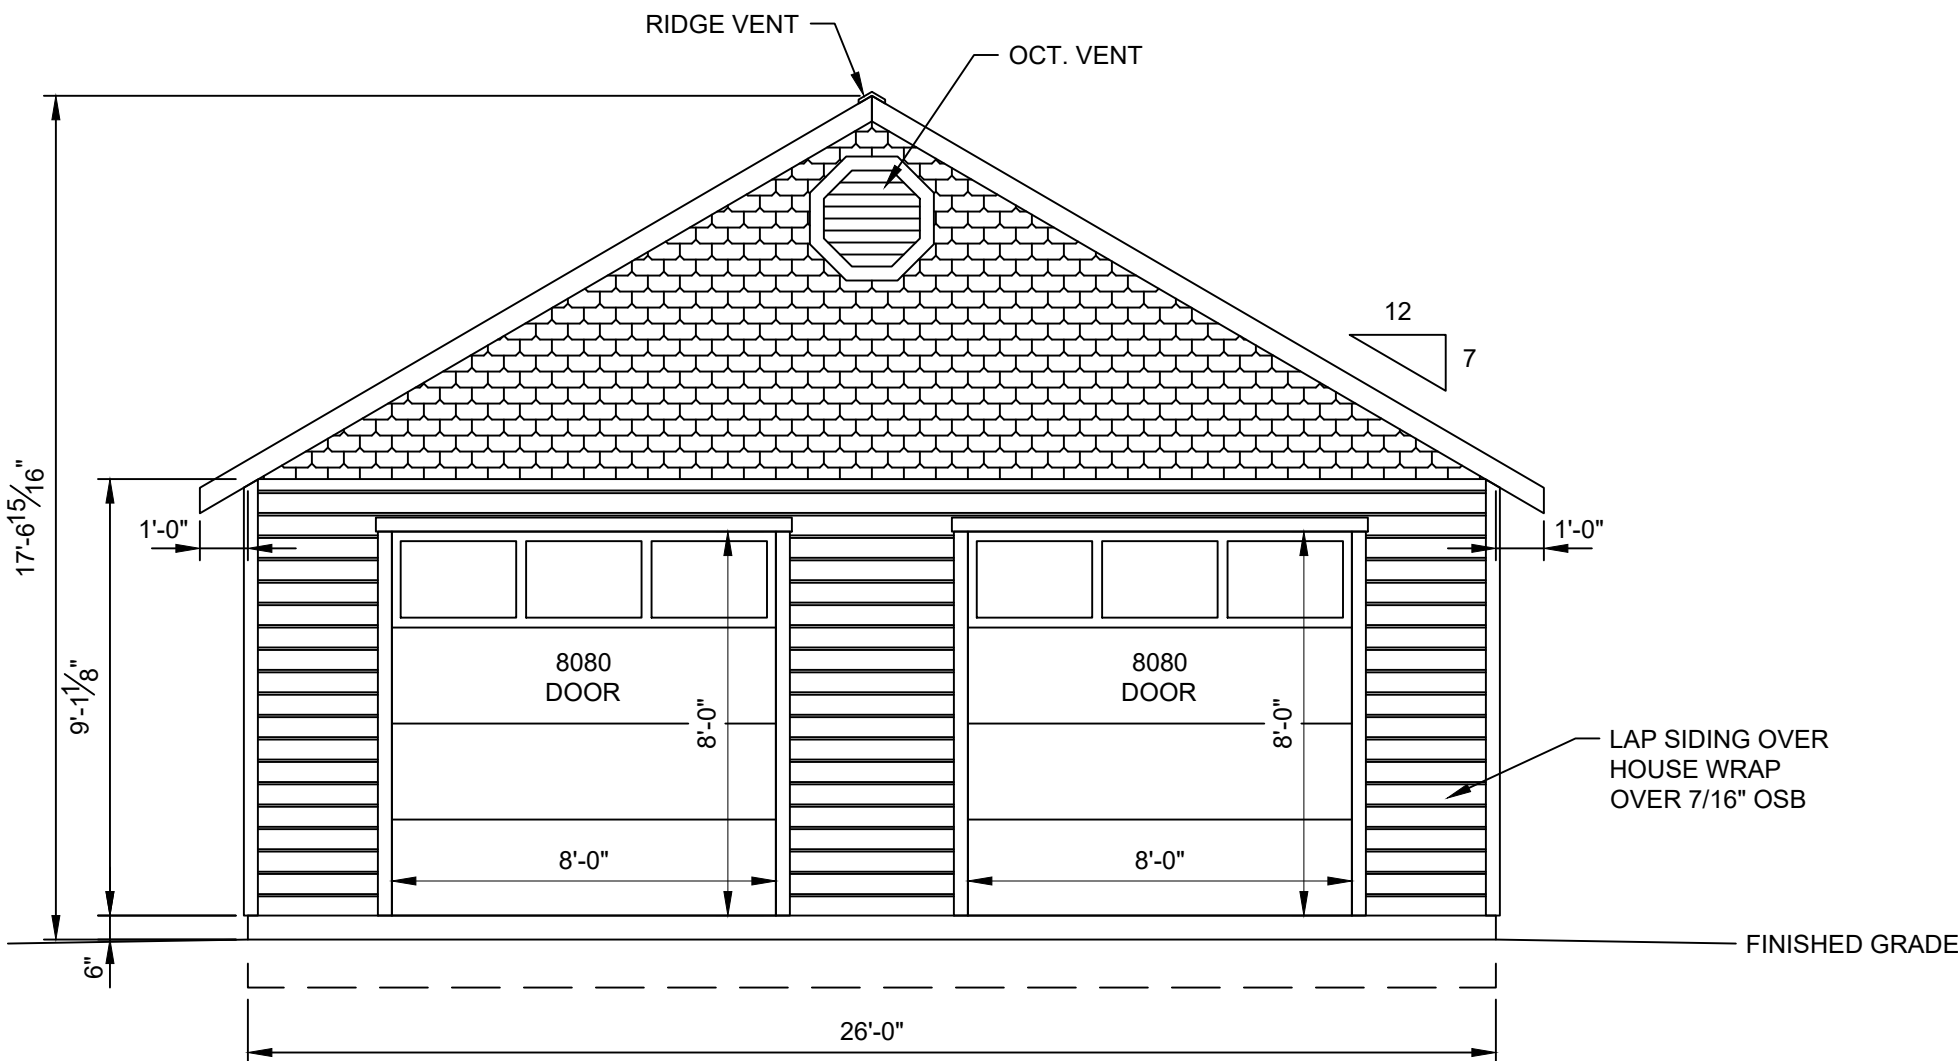 RIDGE VENT
OCT. VENT
12
7
17'-6 15/16"
1'-0"
1'-0"
9'-1 1/8"
8080
DOOR
8080
DOOR
8'-0"
8'-0"
LAP SIDING OVER
HOUSE WRAP
OVER 7/16" OSB
8'-0"
8'-0"
FINISHED GRADE
6"
26'-0"